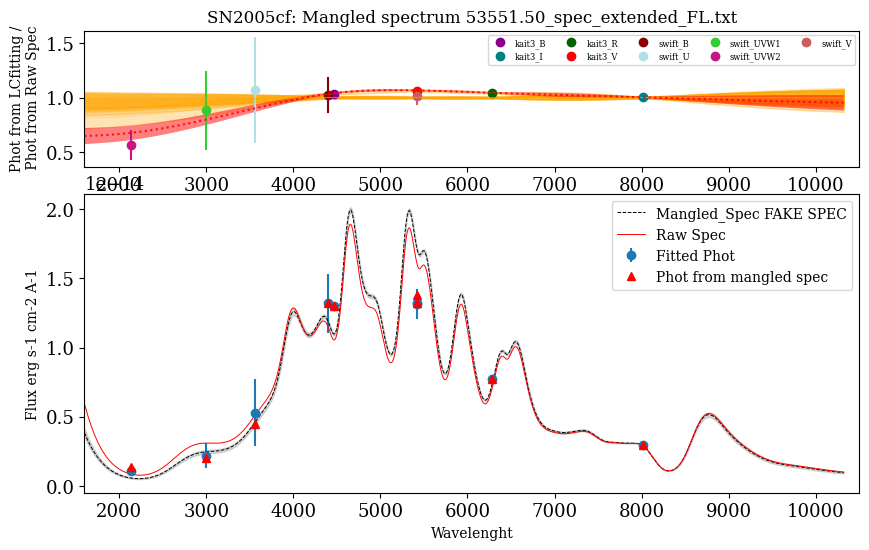 SN2005cf: Mangled spectrum 53551.50_spec_extended_FL.txt
Phot from LCfitting /
Phot from Raw Spec
1.5
1.0
0.5
kait3_B kait3_R swift_B swift_UVW1 swift_V
kait3_I kait3_V swift_U swift_UVW2
2000 3000 4000 5000 6000 7000 8000 9000 10000
1e−14
Flux erg s-1 cm-2 A-1
2.0
1.5
1.0
0.5
0.0
Mangled_Spec FAKE SPEC
Raw Spec
Fitted Phot
Phot from mangled spec
2000 3000 4000 5000 6000 7000 8000 9000 10000
Wavelenght